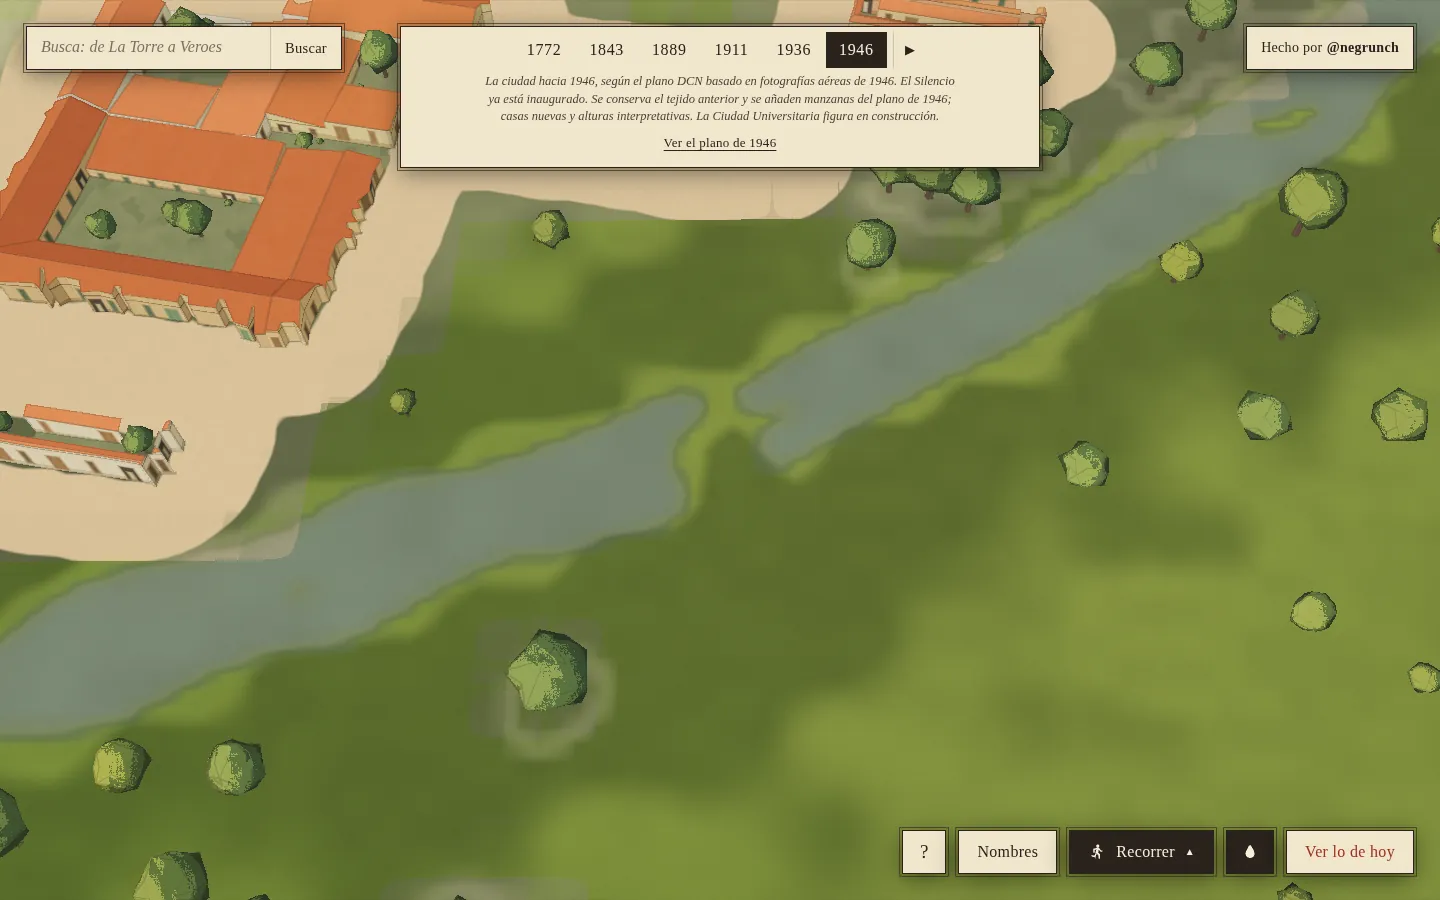 Busca: de La Torre a Veroes
Buscar
1772 1843 1889 1911 1936 1946 ▶
La ciudad hacia 1946, según el plano DCN basado en fotografías aéreas de 1946. El Silencio
ya está inaugurado. Se conserva el tejido anterior y se añaden manzanas del plano de 1946;
casas nuevas y alturas interpretativas. La Ciudad Universitaria figura en construcción.
Ver el plano de 1946
Hecho por @negrunch
?
Nombres
Recorrer ▲
Ver lo de hoy